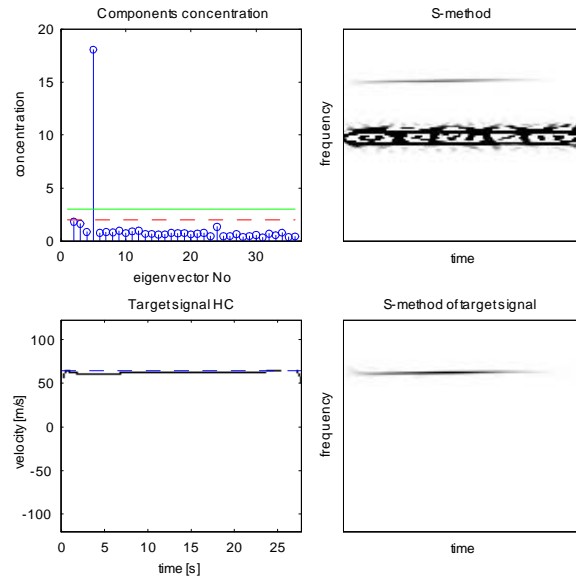 Components concentration
20
15
10
5
0
concentration
0
10
20
30
eigenvector No
S-method
frequency
time
Target signal HC
100
50
0
-50
-100
velocity [m/s]
0
5
10
15
20
25
time [s]
S-method of target signal
frequency
time